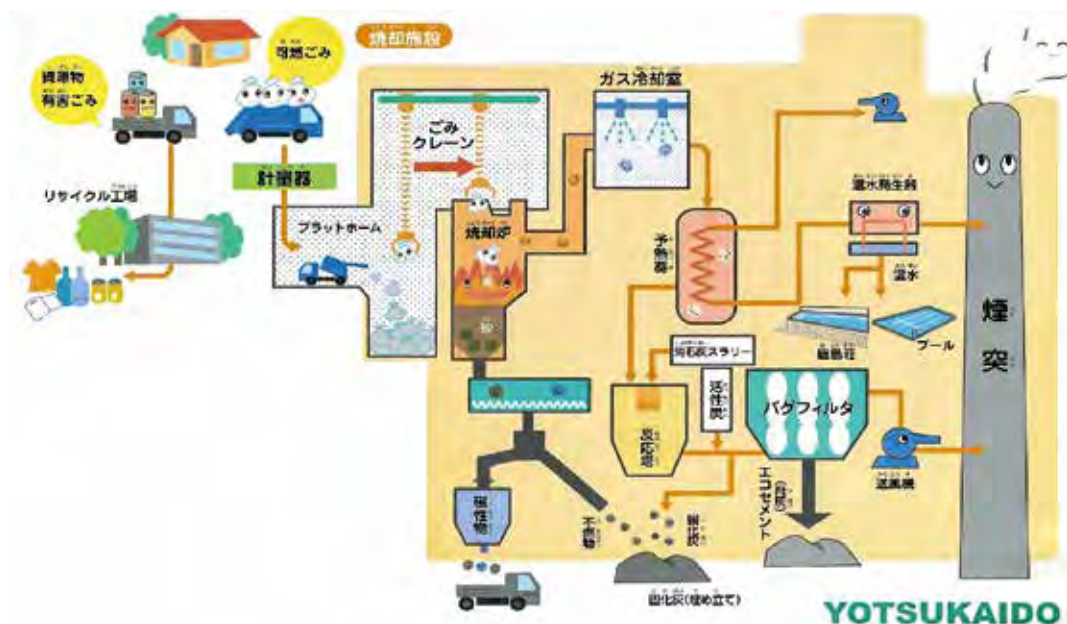 焼却施設
資源物
有害ごみ
可燃ごみ
計量器
リサイクル工場
プラットホーム
ごみ
クレーン
焼却炉
ガス冷却室
予熱器
温水発生器
温水
プール
煙突
消石灰スラリー
活性炭
反応塔
バグフィルタ
送風機
エコセメント
磁性物
不燃物
固化灰(埋め立て)
YOTSUKAIDO